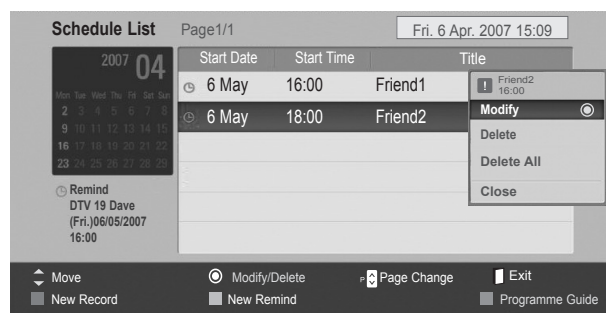 Schedule List Page1/1 Fri. 6 Apr. 2007 15:09
2007 04
Mon Tue Wed Thu Fri Sat Sun
2 3 4 5 6 7 8
9 10 11 12 13 14 15
16 17 18 19 20 21 22
23 24 25 26 27 28 29
Remind
DTV 19 Dave
(Fri.)06/05/2007
16:00
Start Date Start Time Title
6 May 16:00 Friend1
6 May 18:00 Friend2
! Friend2
16:00
Modify
Delete
Delete All
Close
Move Modify/Delete P Page Change Exit
New Record New Remind Programme Guide